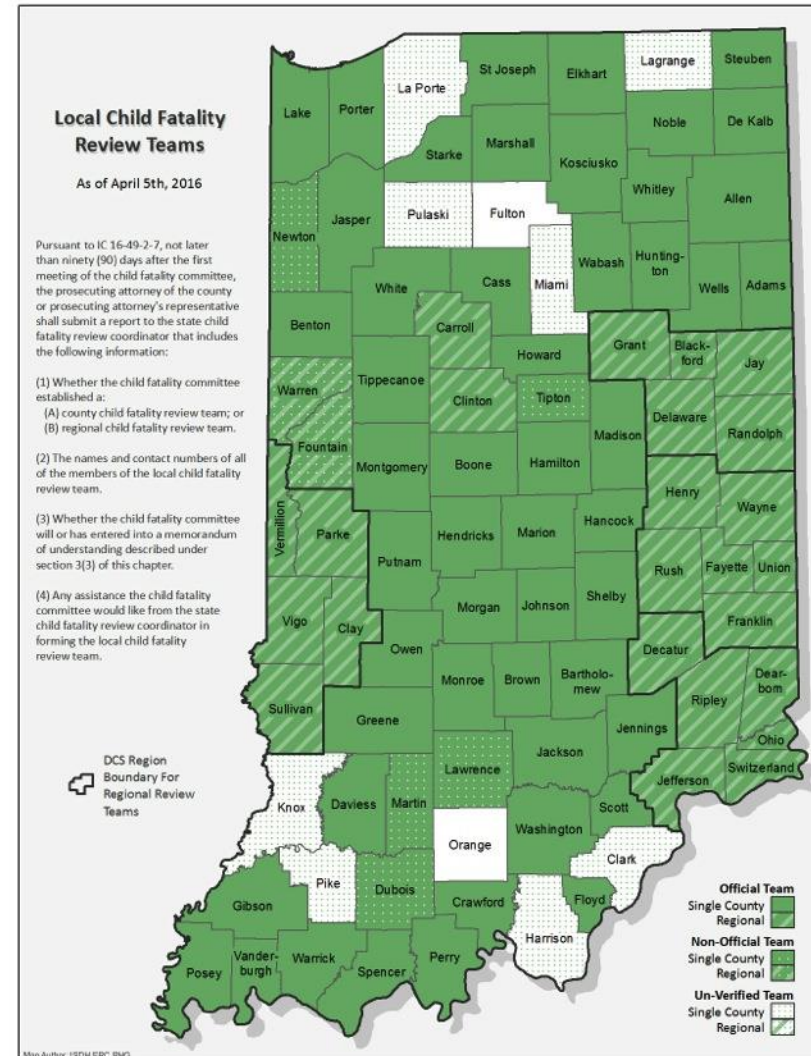 Local Child Fatality
Review Teams
As of April 5th, 2016
Pursuant to IC 16-49-2-7, not later
than ninety (90) days after the first
meeting of the child fatality committee,
the prosecuting attorney of the county
or prosecuting attorney's representative
shall submit a report to the state child
fatality review coordinator that includes
the following information:
(1) Whether the child fatality committee
established a:
(A) county child fatality review team; or
(B) regional child fatality review team.
(2) The names and contact numbers of all
of the members of the local child fatality
review team.
(3) Whether the child fatality committee
will or has entered into a memorandum
of understanding described under
section 3(3) of this chapter.
(4) Any assistance the child fatality
committee would like from the state
child fatality review coordinator in
forming the local child fatality
review team.
DCS Region
Boundary For
Regional Review
Teams
Lake
Porter
La Porte
St Joseph
Elkhart
Lagrange
Steuben
Noble
De Kalb
Starke
Marshall
Kosciusko
Whitley
Allen
Newton
Jasper
Pulaski
Fulton
Miami
Wabash
Hunting-
ton
Wells
Adams
White
Cass
Benton
Carroll
Howard
Grant
Black-
ford
Jay
Warren
Tippecanoe
Clinton
Tipton
Delaware
Randolph
Fountain
Montgomery
Boone
Hamilton
Madison
Henry
Wayne
Vermillion
Parke
Putnam
Hendricks
Marion
Hancock
Rush
Fayette
Union
Vigo
Clay
Morgan
Johnson
Shelby
Franklin
Owen
Decatur
Sullivan
Greene
Monroe
Brown
Bartholo-
mew
Ripley
Dear-
born
Jennings
Ohio
Jackson
Lawrence
Switzerland
Jefferson
Knox
Daviess
Martin
Scott
Orange
Washington
Clark
Pike
Dubois
Gibson
Crawford
Floyd
Harrison
Posey
Vander-
burgh
Warrick
Spencer
Perry
Official Team
Single County
Regional
Non-Official Team
Single County
Regional
Un-Verified Team
Single County
Regional
Map Author: ISDH ERC PHG